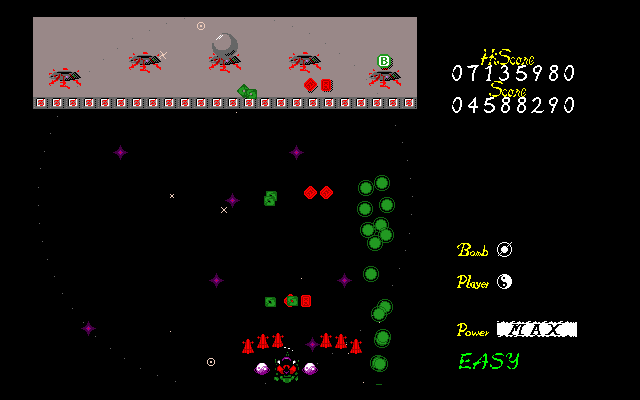 HiScore
07135980
Score
04588290
B
Bomb
Player
Power MAX
EASY